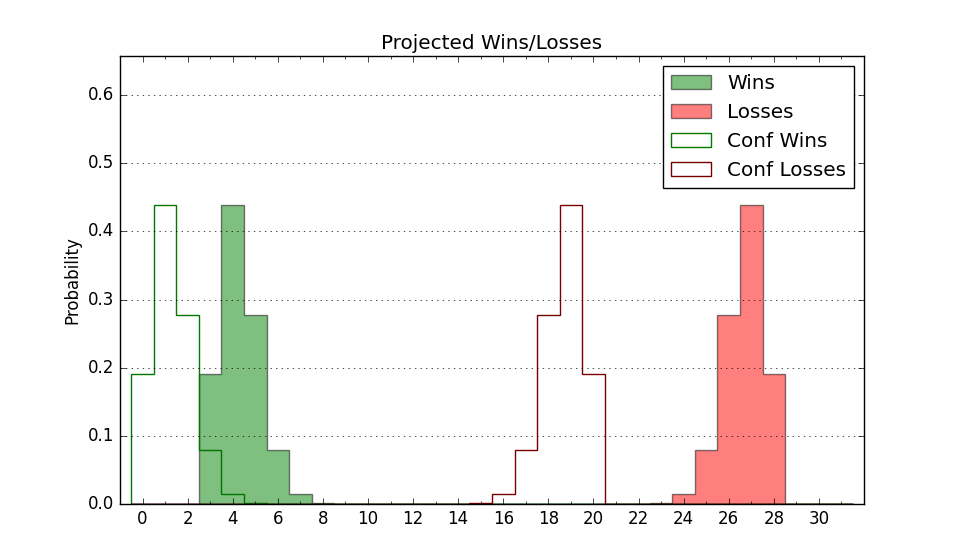 Projected Wins/Losses
Wins
Losses
Conf Wins
Conf Losses
Probability
0.6
0.5
0.4
0.3
0.2
0.1
0.0
0 2 4 6 8 10 12 14 16 18 20 22 24 26 28 30